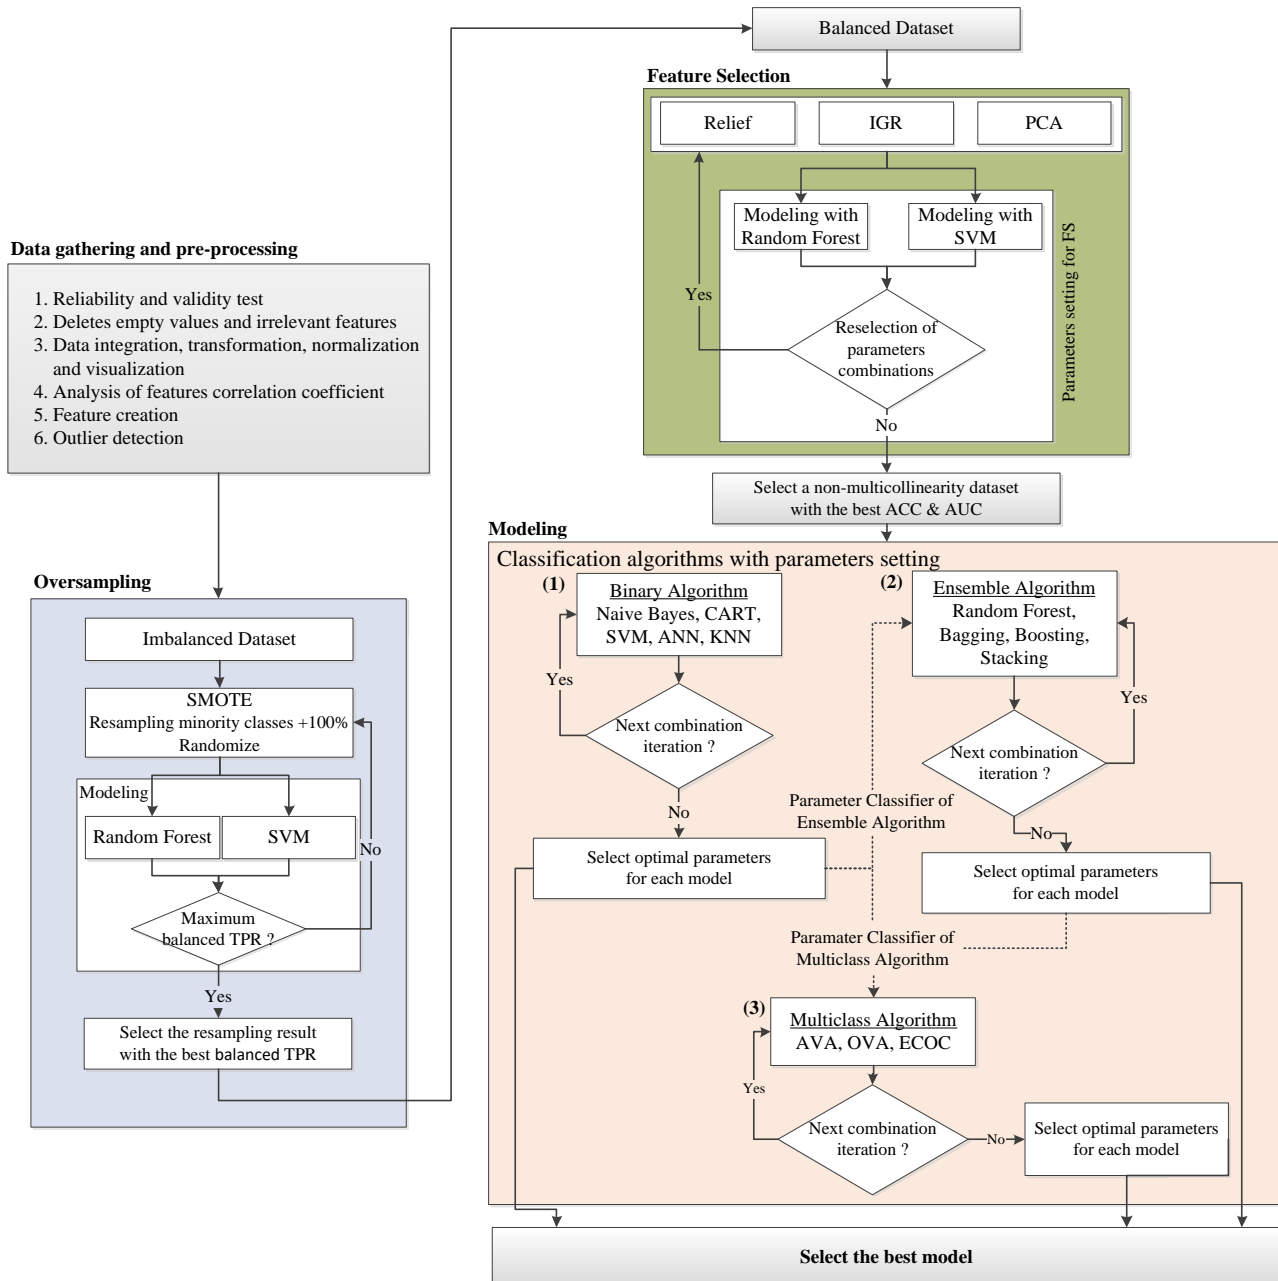 Data gathering and pre-processing
1. Reliability and validity test
2. Deletes empty values and irrelevant features
3. Data integration, transformation, normalization
and visualization
4. Analysis of features correlation coefficient
5. Feature creation
6. Outlier detection
Oversampling
Imbalanced Dataset
SMOTE
Resampling minority classes +100%
Randomize
Modeling
Random Forest
SVM
No
Maximum
balanced TPR ?
Yes
Select the resampling result
with the best balanced TPR
Balanced Dataset
Feature Selection
Relief
IGR
PCA
Modeling with
Random Forest
Modeling with
SVM
Parameters setting for FS
Yes
Reselection of
parameters
combinations
No
Select a non-multicollinearity dataset
with the best ACC & AUC
Modeling
Classification algorithms with parameters setting
(1)
Binary Algorithm
Naive Bayes, CART,
SVM, ANN, KNN
Yes
Next combination
iteration ?
No
Select optimal parameters
for each model
(2)
Ensemble Algorithm
Random Forest,
Bagging, Boosting,
Stacking
Yes
Next combination
iteration ?
No
Select optimal parameters
for each model
Parameter Classifier of
Ensemble Algorithm
Paramater Classifier of
Multiclass Algorithm
(3)
Multiclass Algorithm
AVA, OVA, ECOC
Yes
Next combination
iteration ?
No
Select optimal parameters
for each model
Select the best model